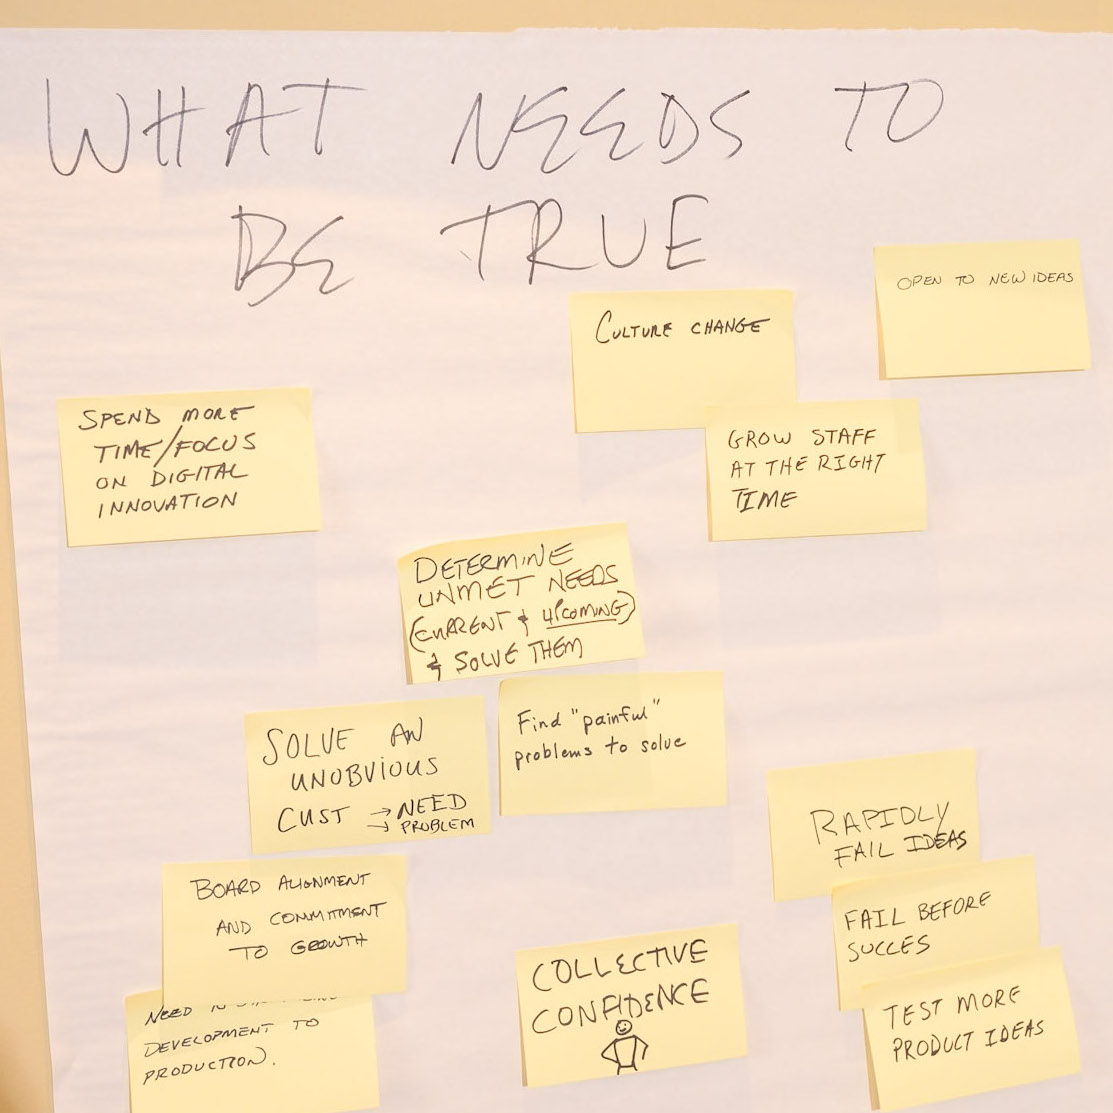 WHAT NEEDS TO
BE TRUE
OPEN TO NEW IDEAS
CULTURE CHANGE
SPEND MORE
TIME/FOCUS
ON DIGITAL
INNOVATION
GROW STAFF
AT THE RIGHT
TIME
DETERMINE
UNMET NEEDS
(CURRENT & UPCOMING)
& SOLVE THEM
Find "painful"
problems to solve
SOLVE AN
UNOBVIOUS
CUST → NEED
→ PROBLEM
RAPIDLY
FAIL IDEAS
BOARD ALIGNMENT
AND COMMITMENT
TO GROWTH
FAIL BEFORE
SUCCES
COLLECTIVE
CONFIDENCE
NEED
DEVELOPMENT TO
PRODUCTION.
TEST MORE
PRODUCT IDEAS